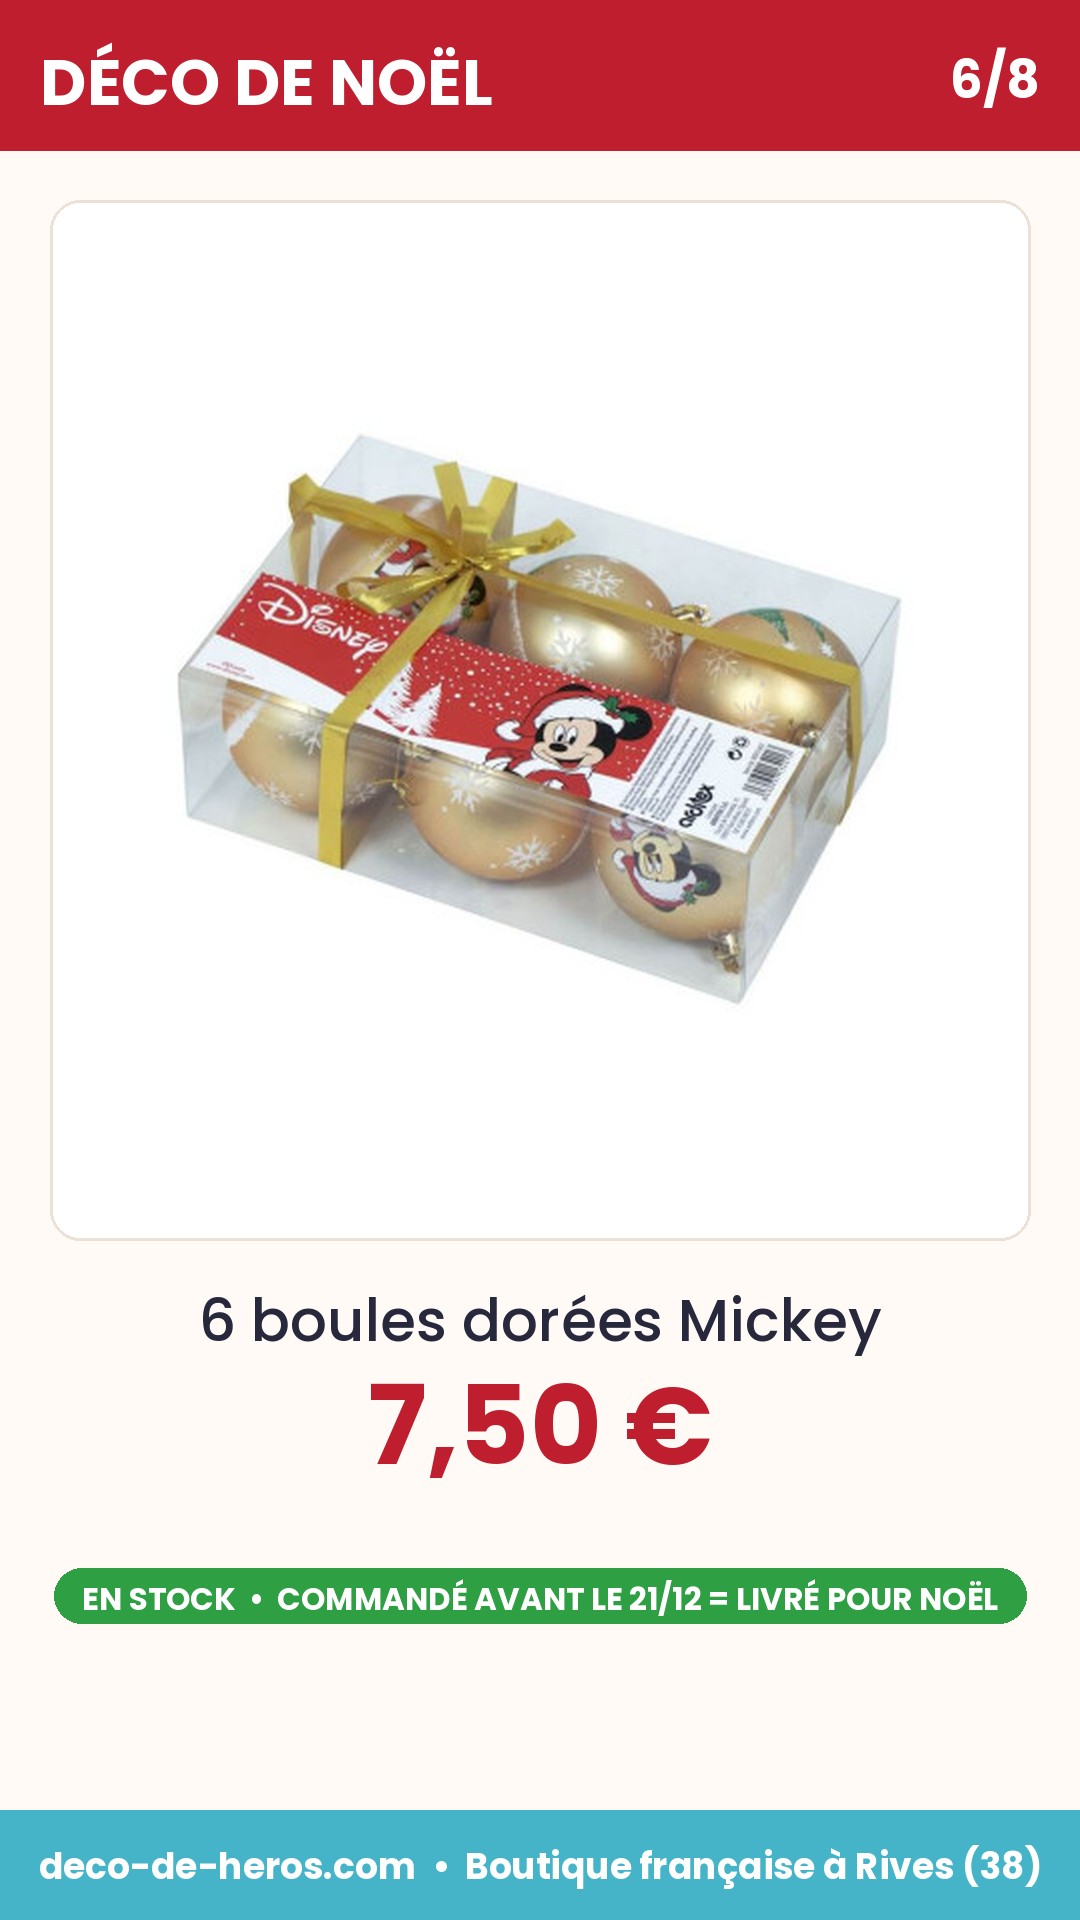 DÉCO DE NOËL
6/8
Disney
arditex
6 boules dorées Mickey
7,50 €
EN STOCK • COMMANDÉ AVANT LE 21/12 = LIVRÉ POUR NOËL
deco-de-heros.com • Boutique française à Rives (38)